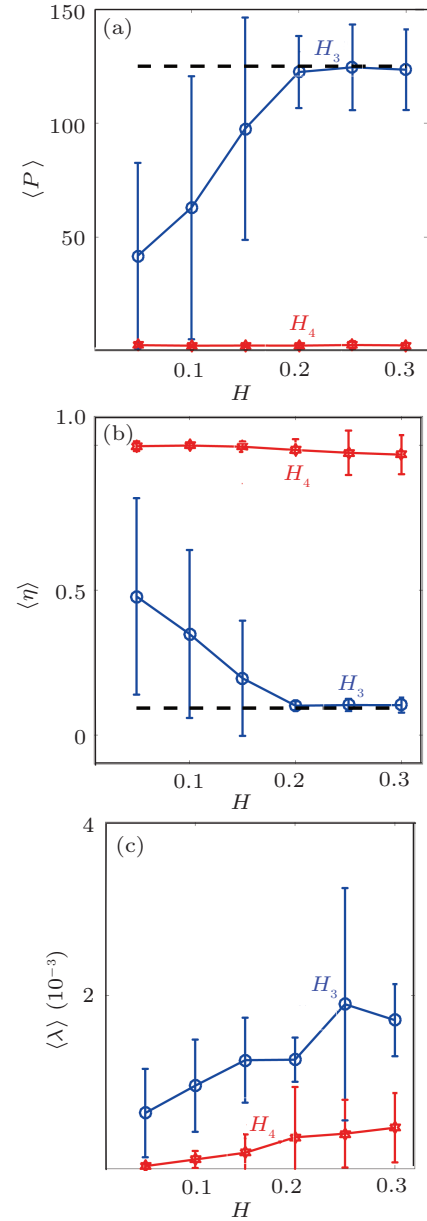 (a)
150
H₃
100
⟨P⟩
50
H₄
0.1 0.2 0.3
H
1.0
(b)
H₄
0.5
⟨η⟩
H₃
0
0.1 0.2 0.3
H
4
(c)
H₃
2
⟨λ⟩ (10⁻³)
H₄
0.1 0.2 0.3
H